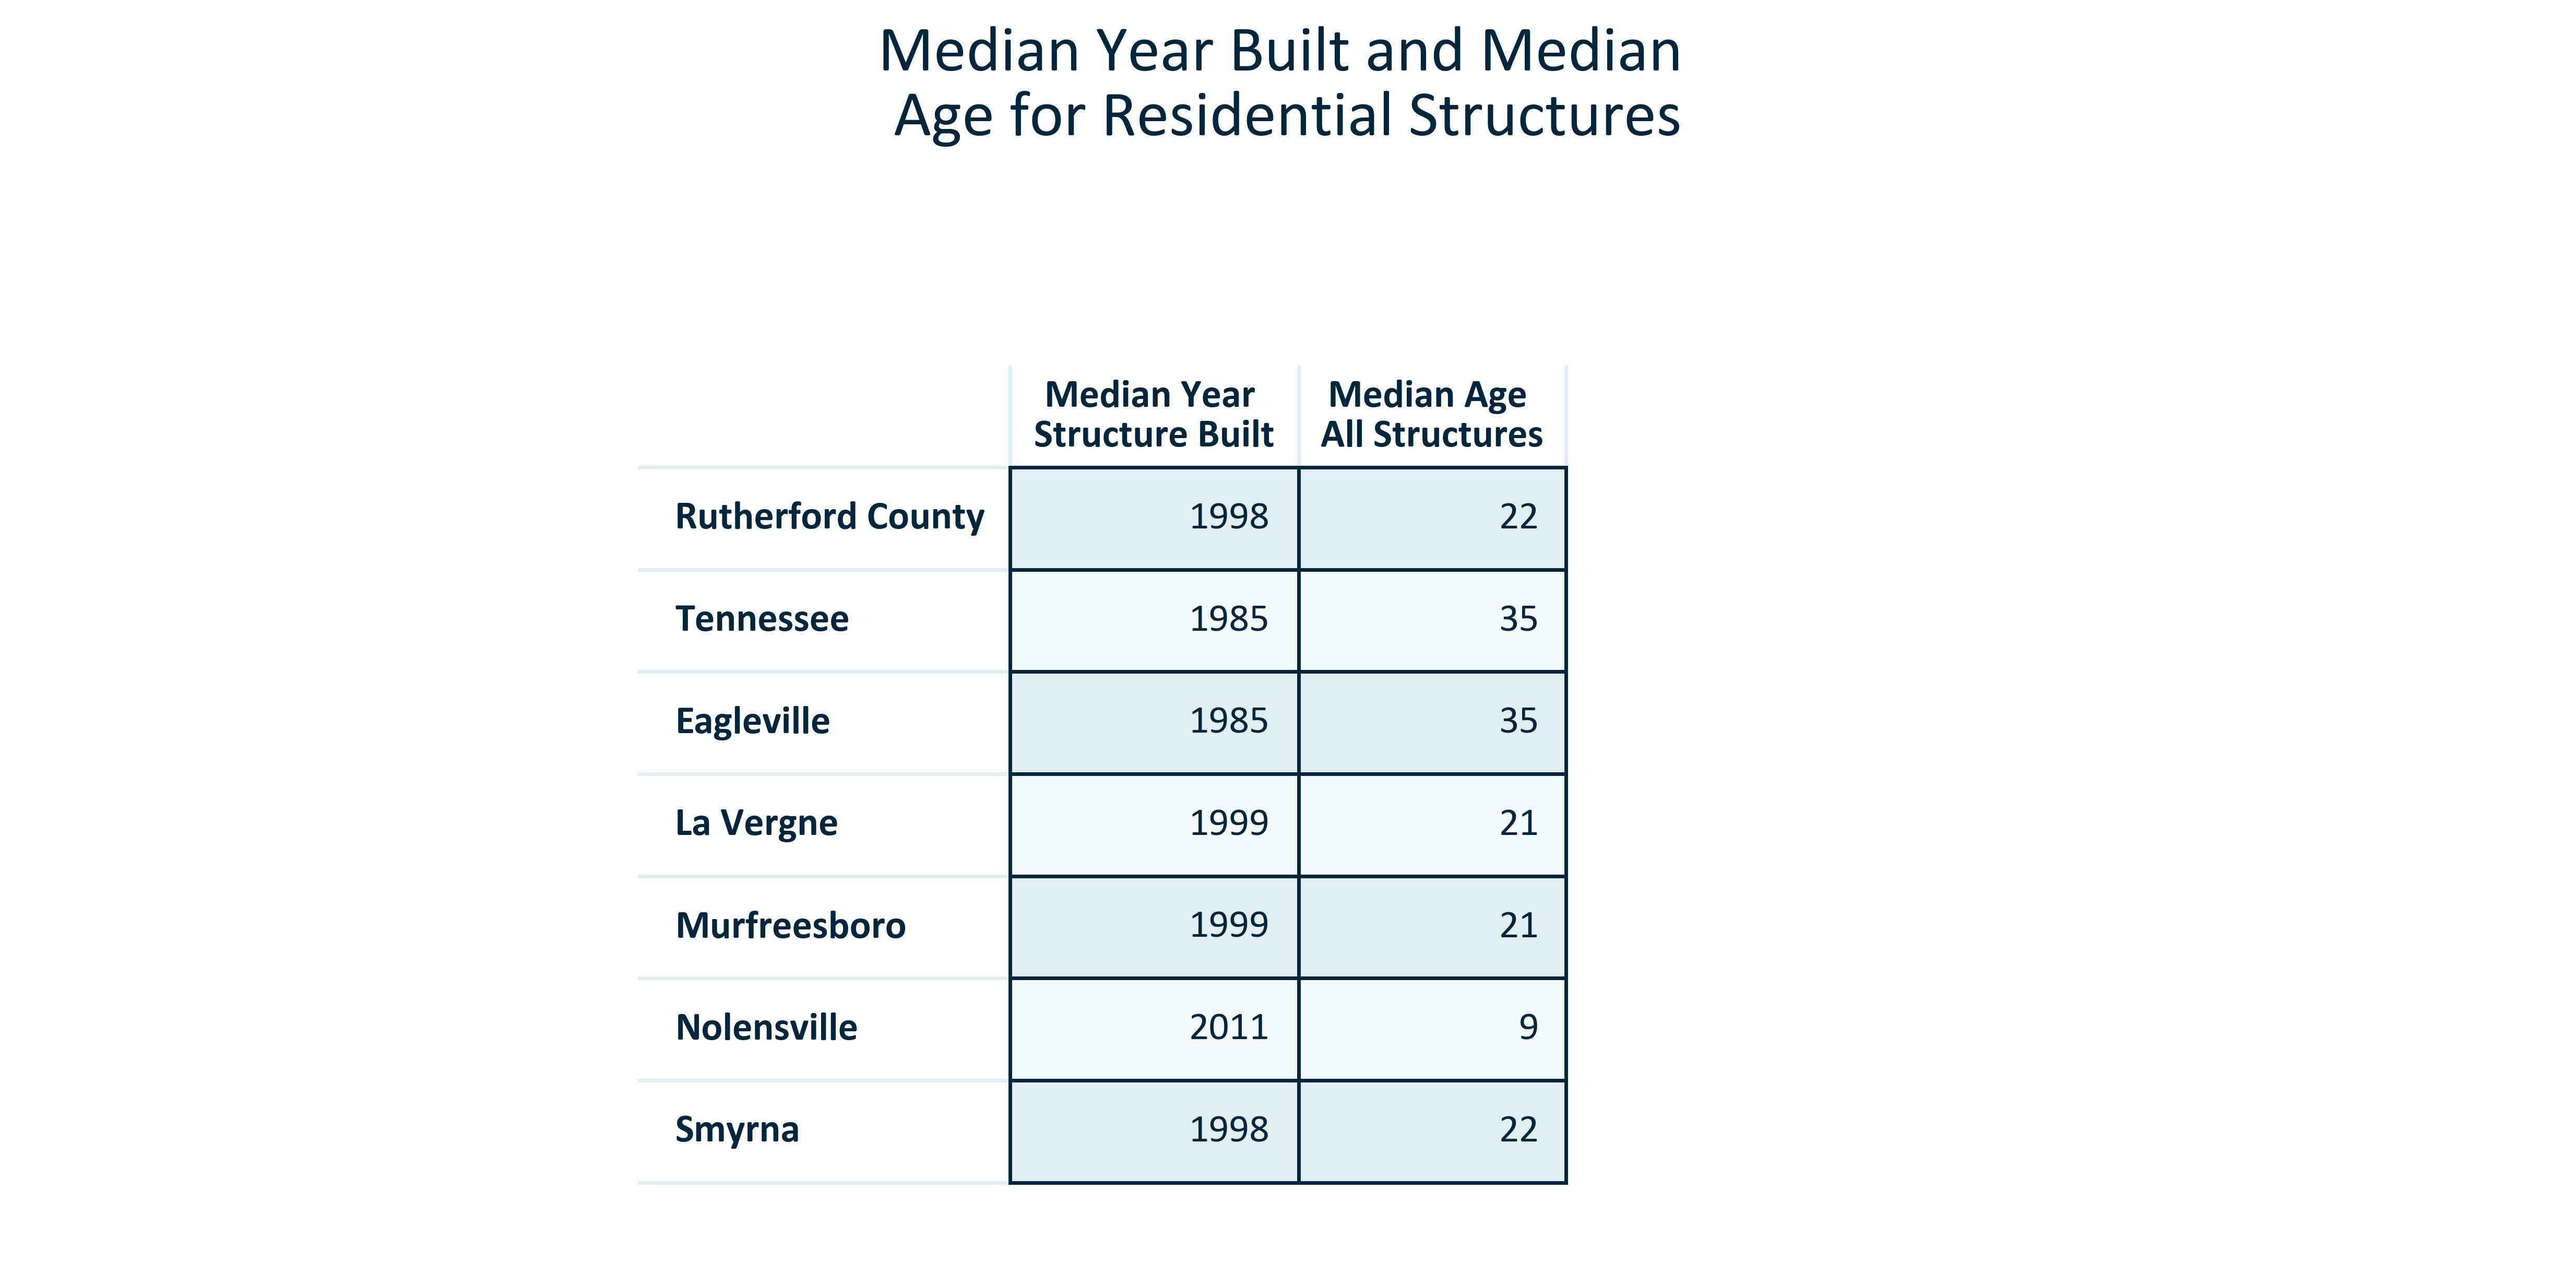 Median Year Built and Median
Age for Residential Structures
Median Year Structure Built Median Age All Structures
Rutherford County 1998 22
Tennessee 1985 35
Eagleville 1985 35
La Vergne 1999 21
Murfreesboro 1999 21
Nolensville 2011 9
Smyrna 1998 22